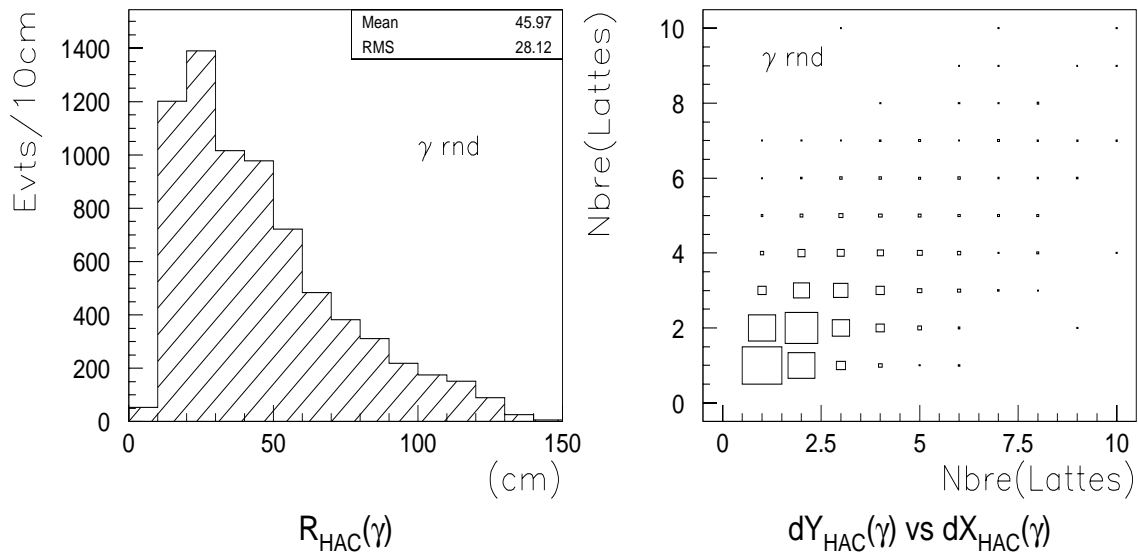 Evts/10cm
1400
1200
1000
800
600
400
200
0
Mean 45.97
RMS 28.12
γ rnd
0 50 100 150
(cm)
R_HAC(γ)
Nbre(Lattes)
10
8
6
4
2
0
γ rnd
0 2.5 5 7.5 10
Nbre(Lattes)
dY_HAC(γ) vs dX_HAC(γ)